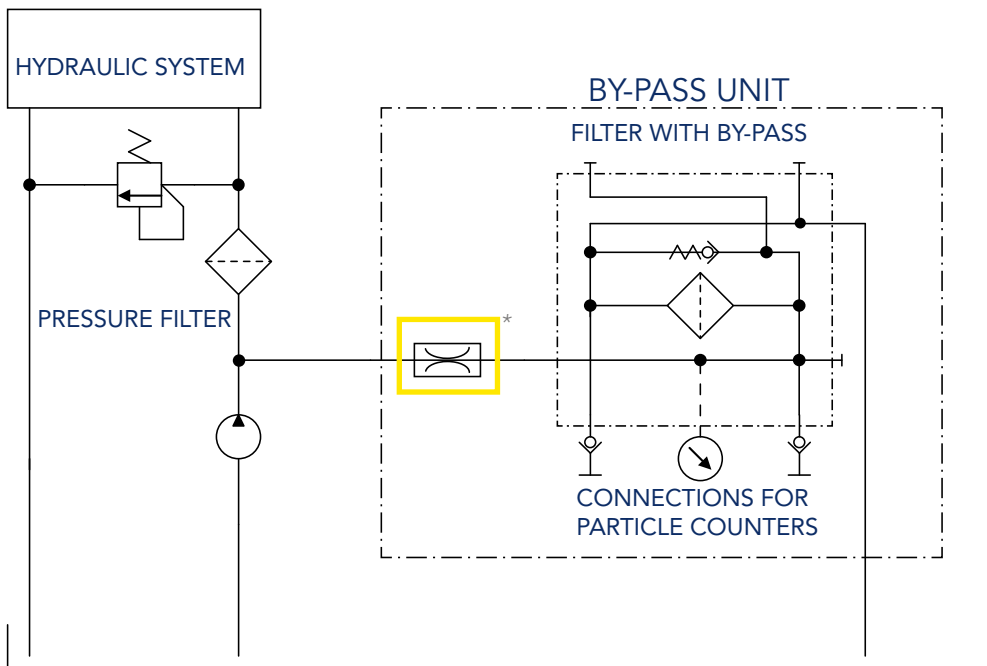 HYDRAULIC SYSTEM
BY-PASS UNIT
FILTER WITH BY-PASS
PRESSURE FILTER
*
CONNECTIONS FOR
PARTICLE COUNTERS